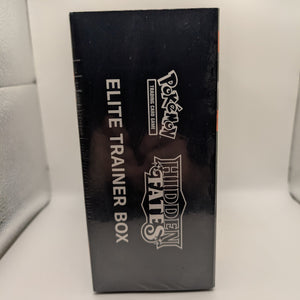 POKÉMON
TRADING CARD GAME
HIDDEN
FATES
ELITE TRAINER BOX